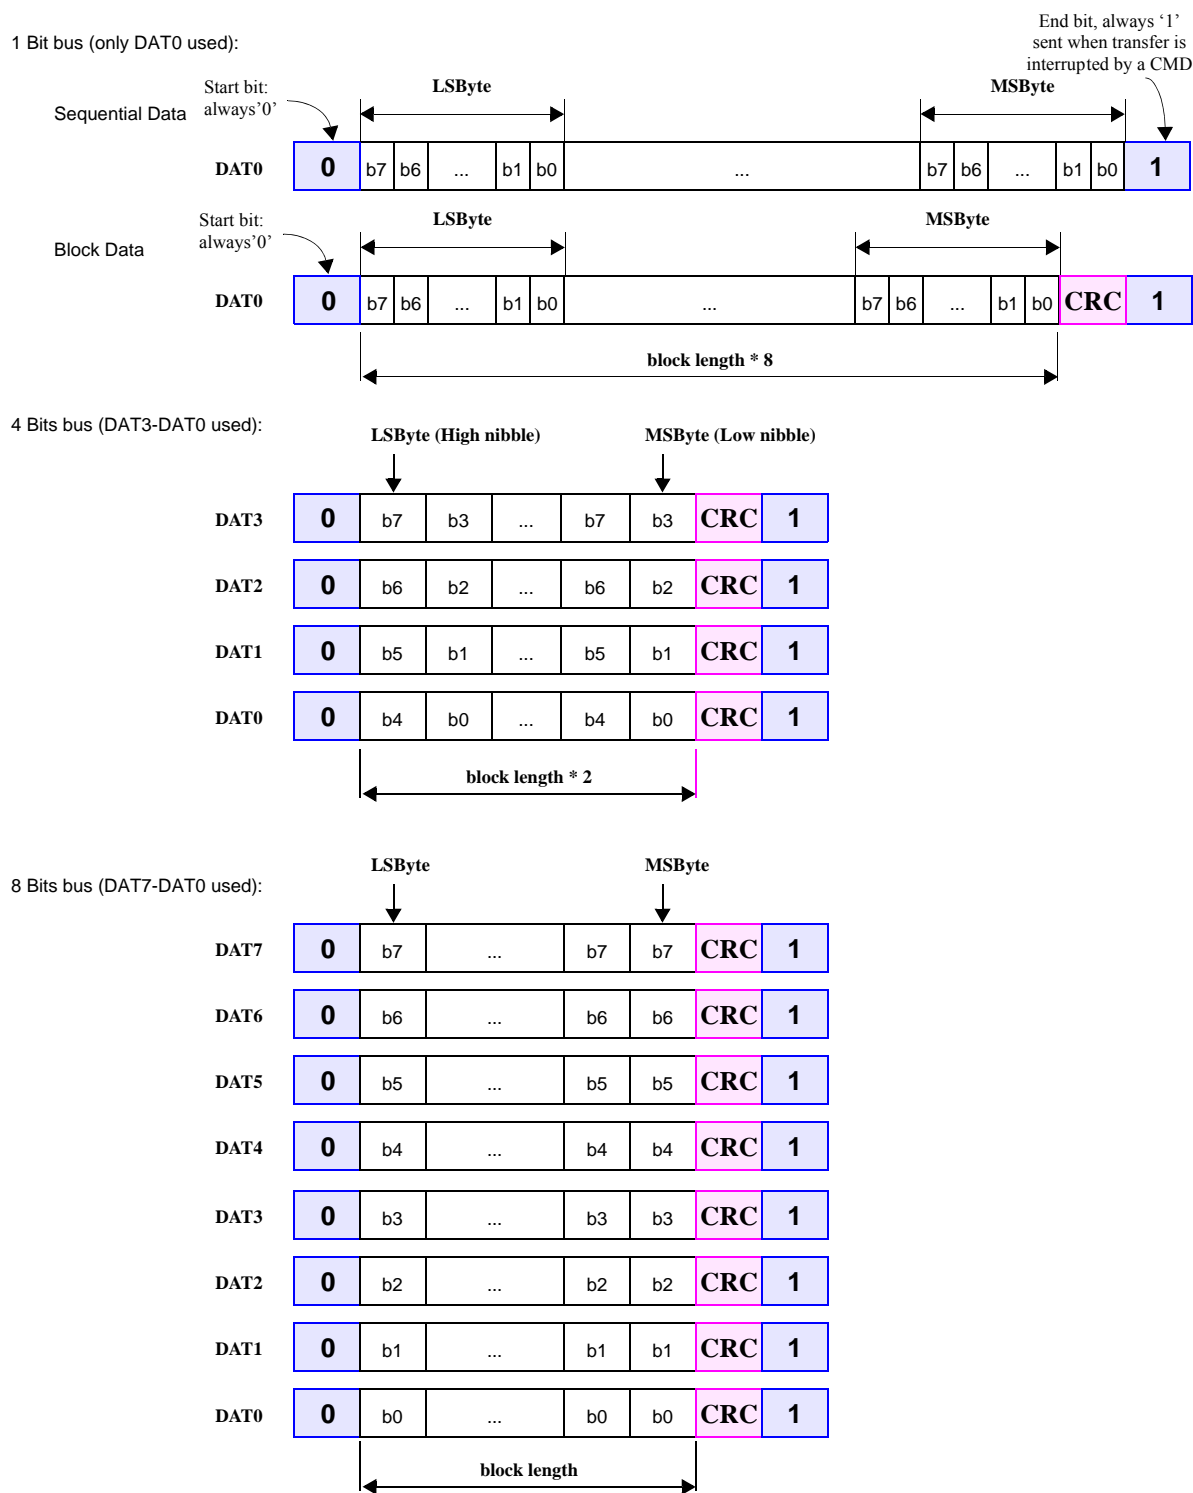 1 Bit bus (only DAT0 used):
End bit, always ‘1’
sent when transfer is
interrupted by a CMD
Start bit:
always’0’
LSByte
MSByte
Sequential Data
DAT0 0 b7 b6 ... b1 b0 ... b7 b6 ... b1 b0 1
Start bit:
always’0’
LSByte
MSByte
Block Data
DAT0 0 b7 b6 ... b1 b0 ... b7 b6 ... b1 b0 CRC 1
block length * 8
4 Bits bus (DAT3-DAT0 used):
LSByte (High nibble)
MSByte (Low nibble)
DAT3 0 b7 b3 ... b7 b3 CRC 1
DAT2 0 b6 b2 ... b6 b2 CRC 1
DAT1 0 b5 b1 ... b5 b1 CRC 1
DAT0 0 b4 b0 ... b4 b0 CRC 1
block length * 2
8 Bits bus (DAT7-DAT0 used):
LSByte
MSByte
DAT7 0 b7 ... b7 b7 CRC 1
DAT6 0 b6 ... b6 b6 CRC 1
DAT5 0 b5 ... b5 b5 CRC 1
DAT4 0 b4 ... b4 b4 CRC 1
DAT3 0 b3 ... b3 b3 CRC 1
DAT2 0 b2 ... b2 b2 CRC 1
DAT1 0 b1 ... b1 b1 CRC 1
DAT0 0 b0 ... b0 b0 CRC 1
block length